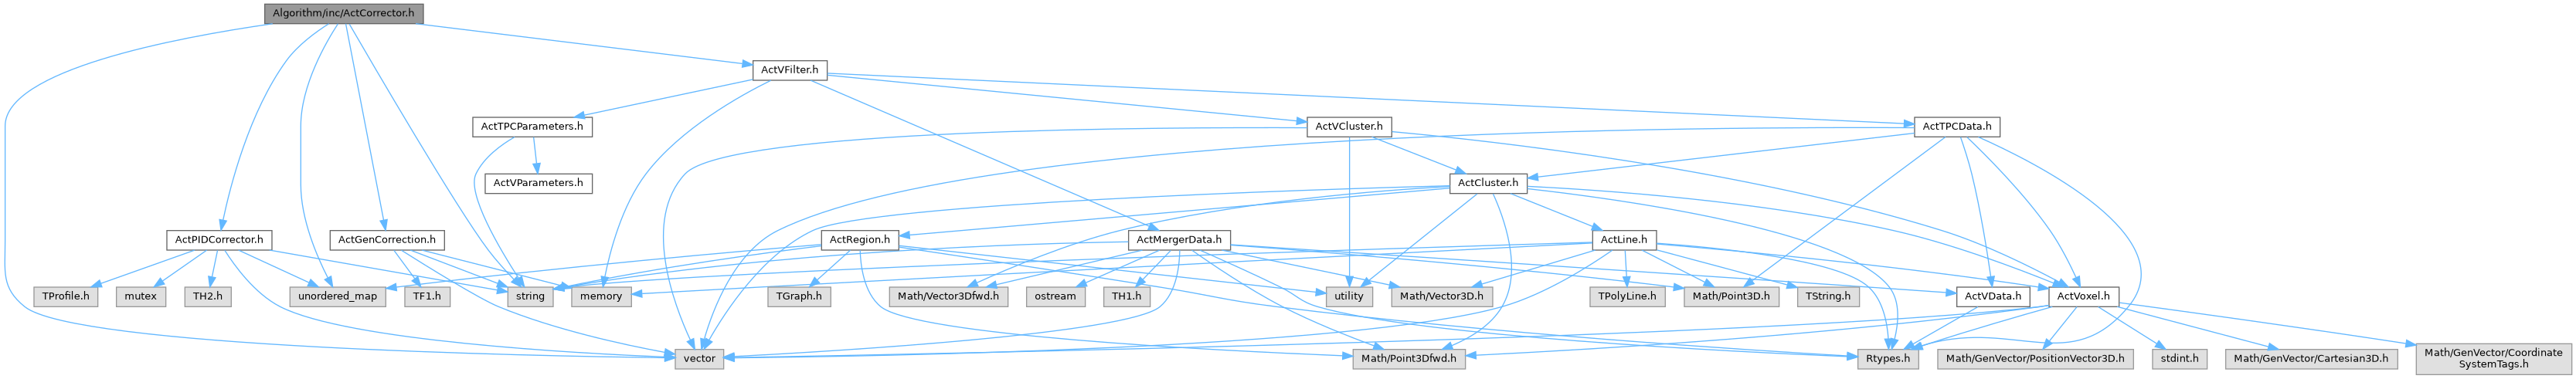 Algorithm/inc/ActCorrector.h
ActVFilter.h
ActTPCParameters.h
ActVCluster.h
ActTPCData.h
ActVParameters.h
ActCluster.h
ActPIDCorrector.h
ActGenCorrection.h
ActRegion.h
ActMergerData.h
ActLine.h
TProfile.h
mutex
TH2.h
unordered_map
TF1.h
string
memory
TGraph.h
Math/Vector3Dfwd.h
ostream
TH1.h
utility
Math/Vector3D.h
TPolyLine.h
Math/Point3D.h
TString.h
ActVData.h
ActVoxel.h
vector
Math/Point3Dfwd.h
Rtypes.h
Math/GenVector/PositionVector3D.h
stdint.h
Math/GenVector/Cartesian3D.h
Math/GenVector/Coordinate
SystemTags.h